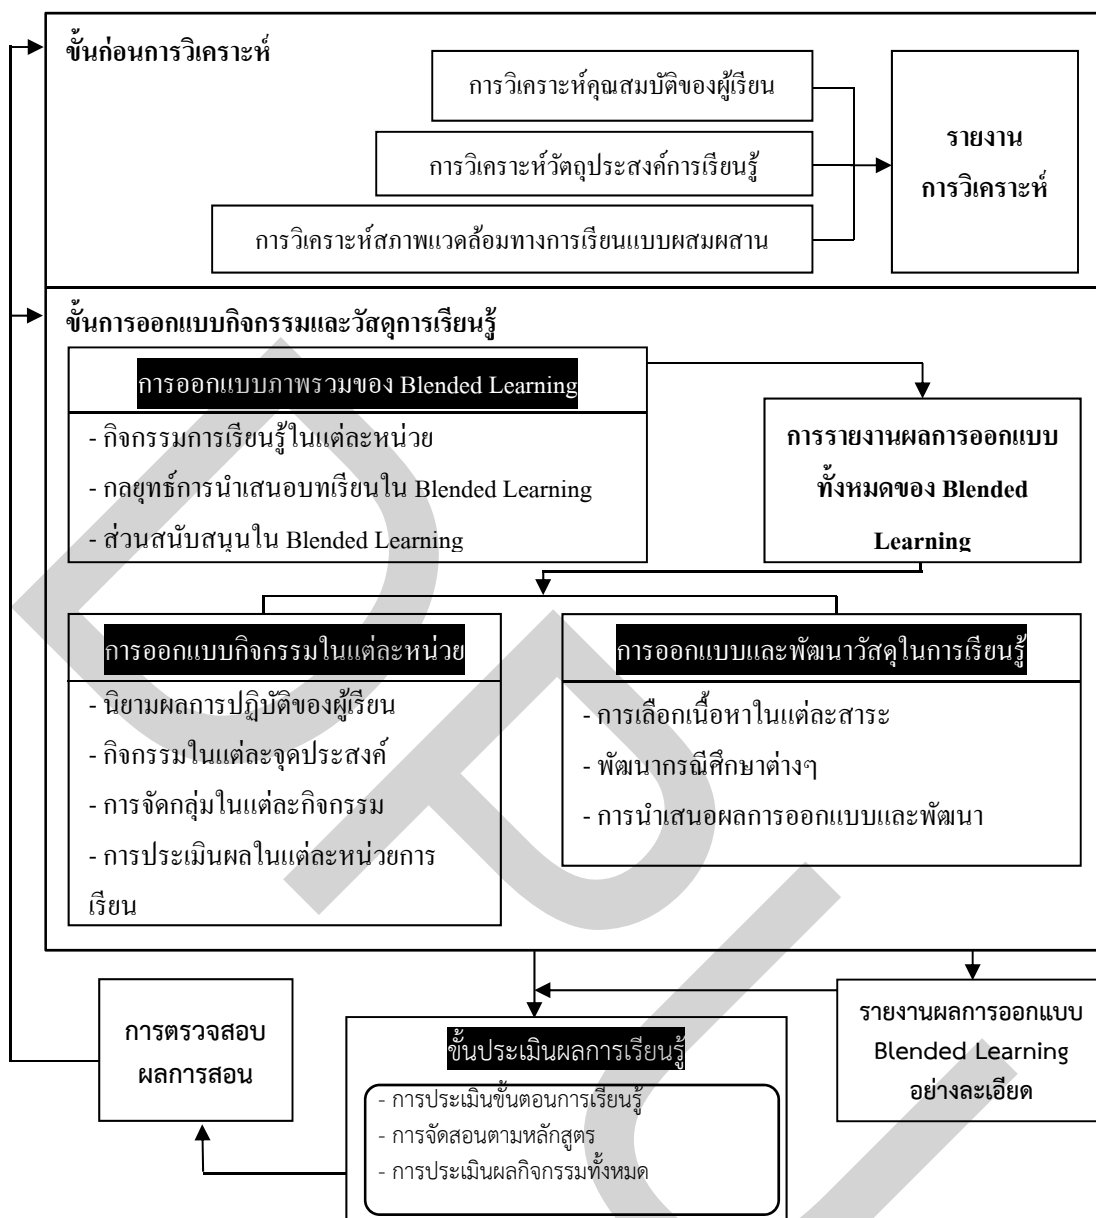 ขั้นก่อนการวิเคราะห์
การวิเคราะห์คุณสมบัติของผู้เรียน
การวิเคราะห์วัตถุประสงค์การเรียนรู้
การวิเคราะห์สภาพแวดล้อมทางการเรียนแบบผสมผสาน
รายงาน
การวิเคราะห์
ขั้นการออกแบบกิจกรรมและวัสดุการเรียนรู้
การออกแบบภาพรวมของ Blended Learning
- กิจกรรมการเรียนรู้ในแต่ละหน่วย
- กลยุทธ์การนำเสนอบทเรียนใน Blended Learning
- ส่วนสนับสนุนใน Blended Learning
การรายงานผลการออกแบบ
ทั้งหมดของ Blended
Learning
การออกแบบกิจกรรมในแต่ละหน่วย
- นิยามผลการปฏิบัติของผู้เรียน
- กิจกรรมในแต่ละจุดประสงค์
- การจัดกลุ่มในแต่ละกิจกรรม
- การประเมินผลในแต่ละหน่วยการ
เรียน
การออกแบบและพัฒนาวัสดุในการเรียนรู้
- การเลือกเนื้อหาในแต่ละสาระ
- พัฒนากรณีศึกษาต่างๆ
- การนำเสนอผลการออกแบบและพัฒนา
การตรวจสอบ
ผลการสอน
ขั้นประเมินผลการเรียนรู้
- การประเมินขั้นตอนการเรียนรู้
- การจัดสอนตามหลักสูตร
- การประเมินผลกิจกรรมทั้งหมด
รายงานผลการออกแบบ
Blended Learning
อย่างละเอียด
DPU